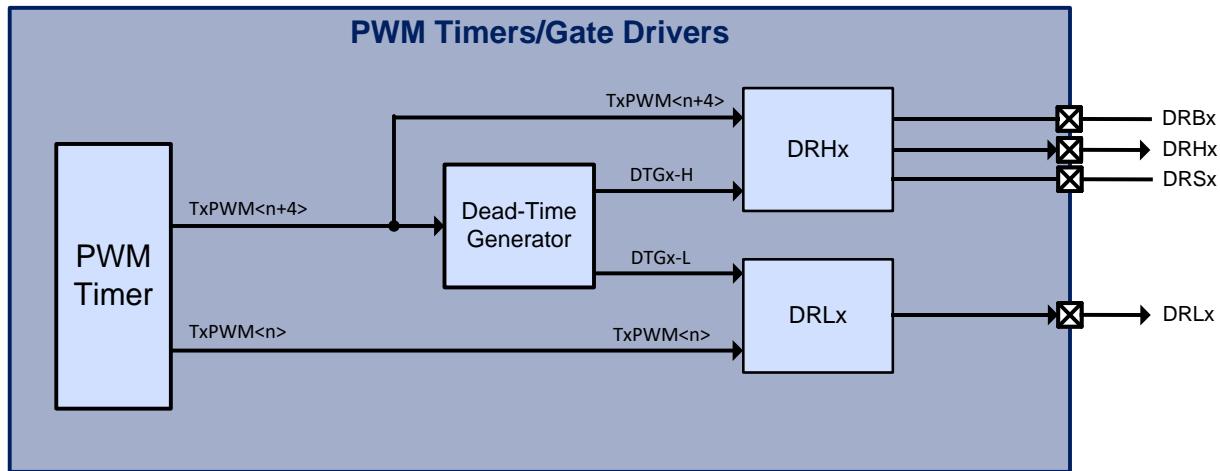 PWM Timers/Gate Drivers
TxPWM<n+4>
DRHx
DRBx
DRHx
DRSx
DTGx-H
Dead-Time
Generator
TxPWM<n+4>
PWM
Timer
DTGx-L
DRLx
DRLx
TxPWM<n>
TxPWM<n>